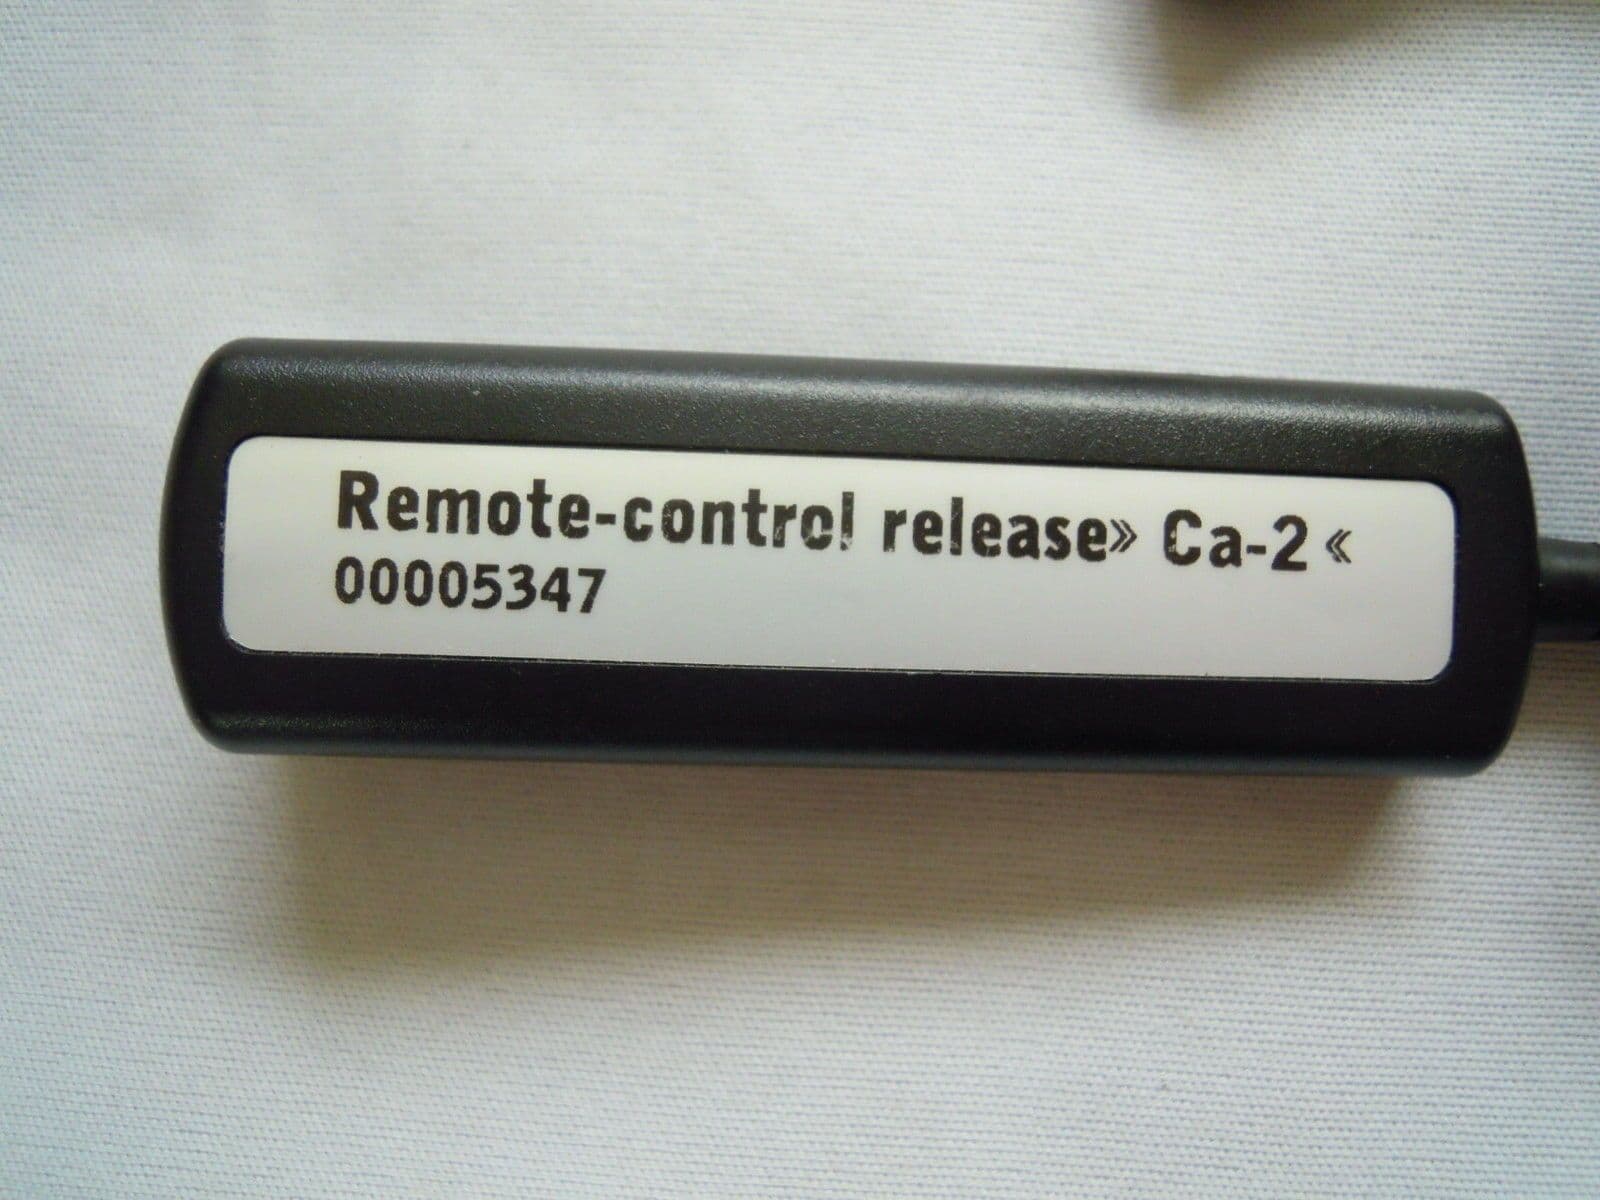 Remote-control release» Ca-2 «
00005347